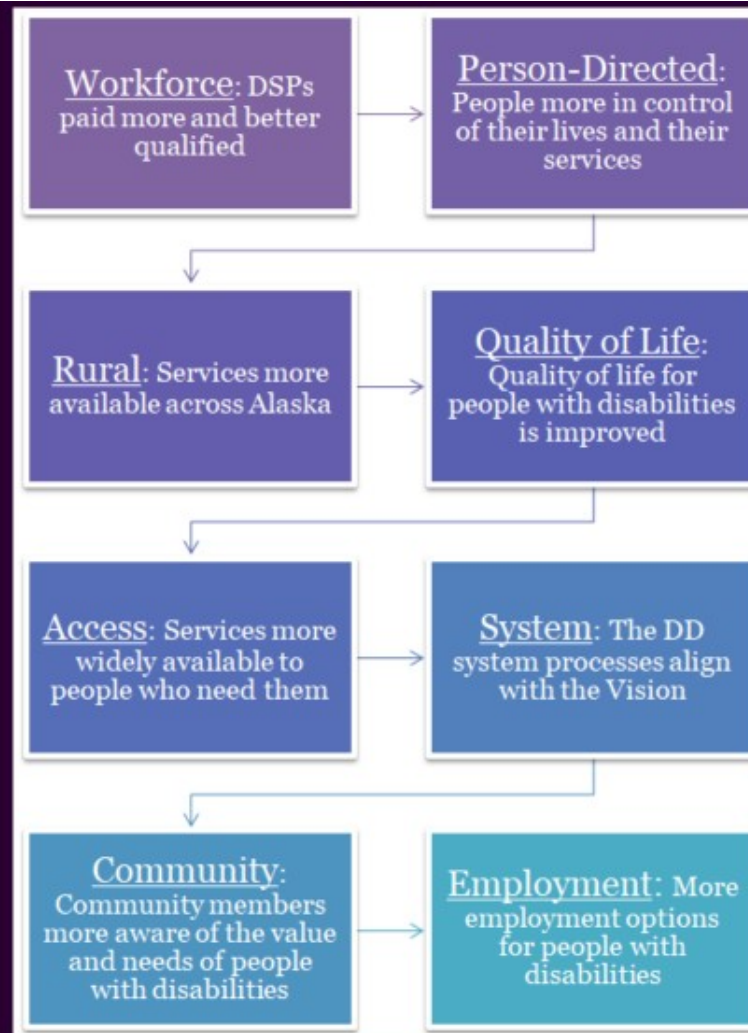 Workforce: DSPs
paid more and better
qualified
Person-Directed:
People more in control
of their lives and their
services
Rural: Services more
available across Alaska
Quality of Life:
Quality of life for
people with disabilities
is improved
Access: Services more
widely available to
people who need them
System: The DD
system processes align
with the Vision
Community:
Community members
more aware of the value
and needs of people
with disabilities
Employment: More
employment options
for people with
disabilities